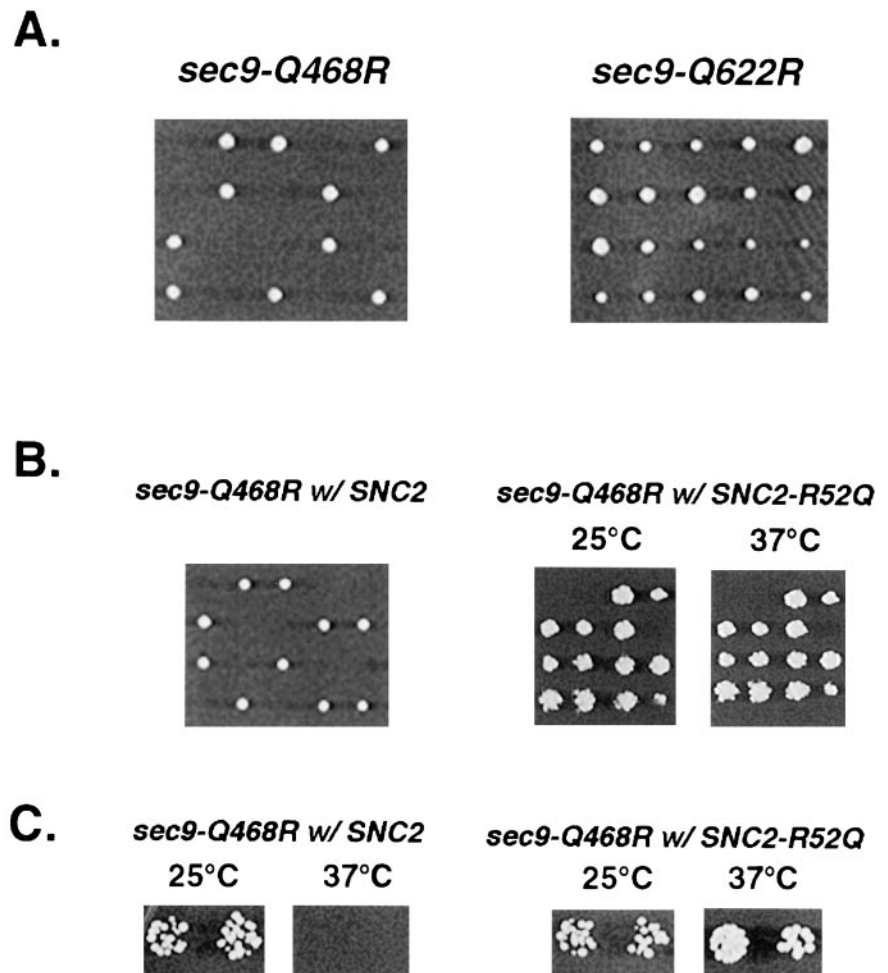 A.
sec9-Q468R
sec9-Q622R
B.
sec9-Q468R w/ SNC2
sec9-Q468R w/ SNC2-R52Q
25°C
37°C
C.
sec9-Q468R w/ SNC2
sec9-Q468R w/ SNC2-R52Q
25°C
37°C
25°C
37°C